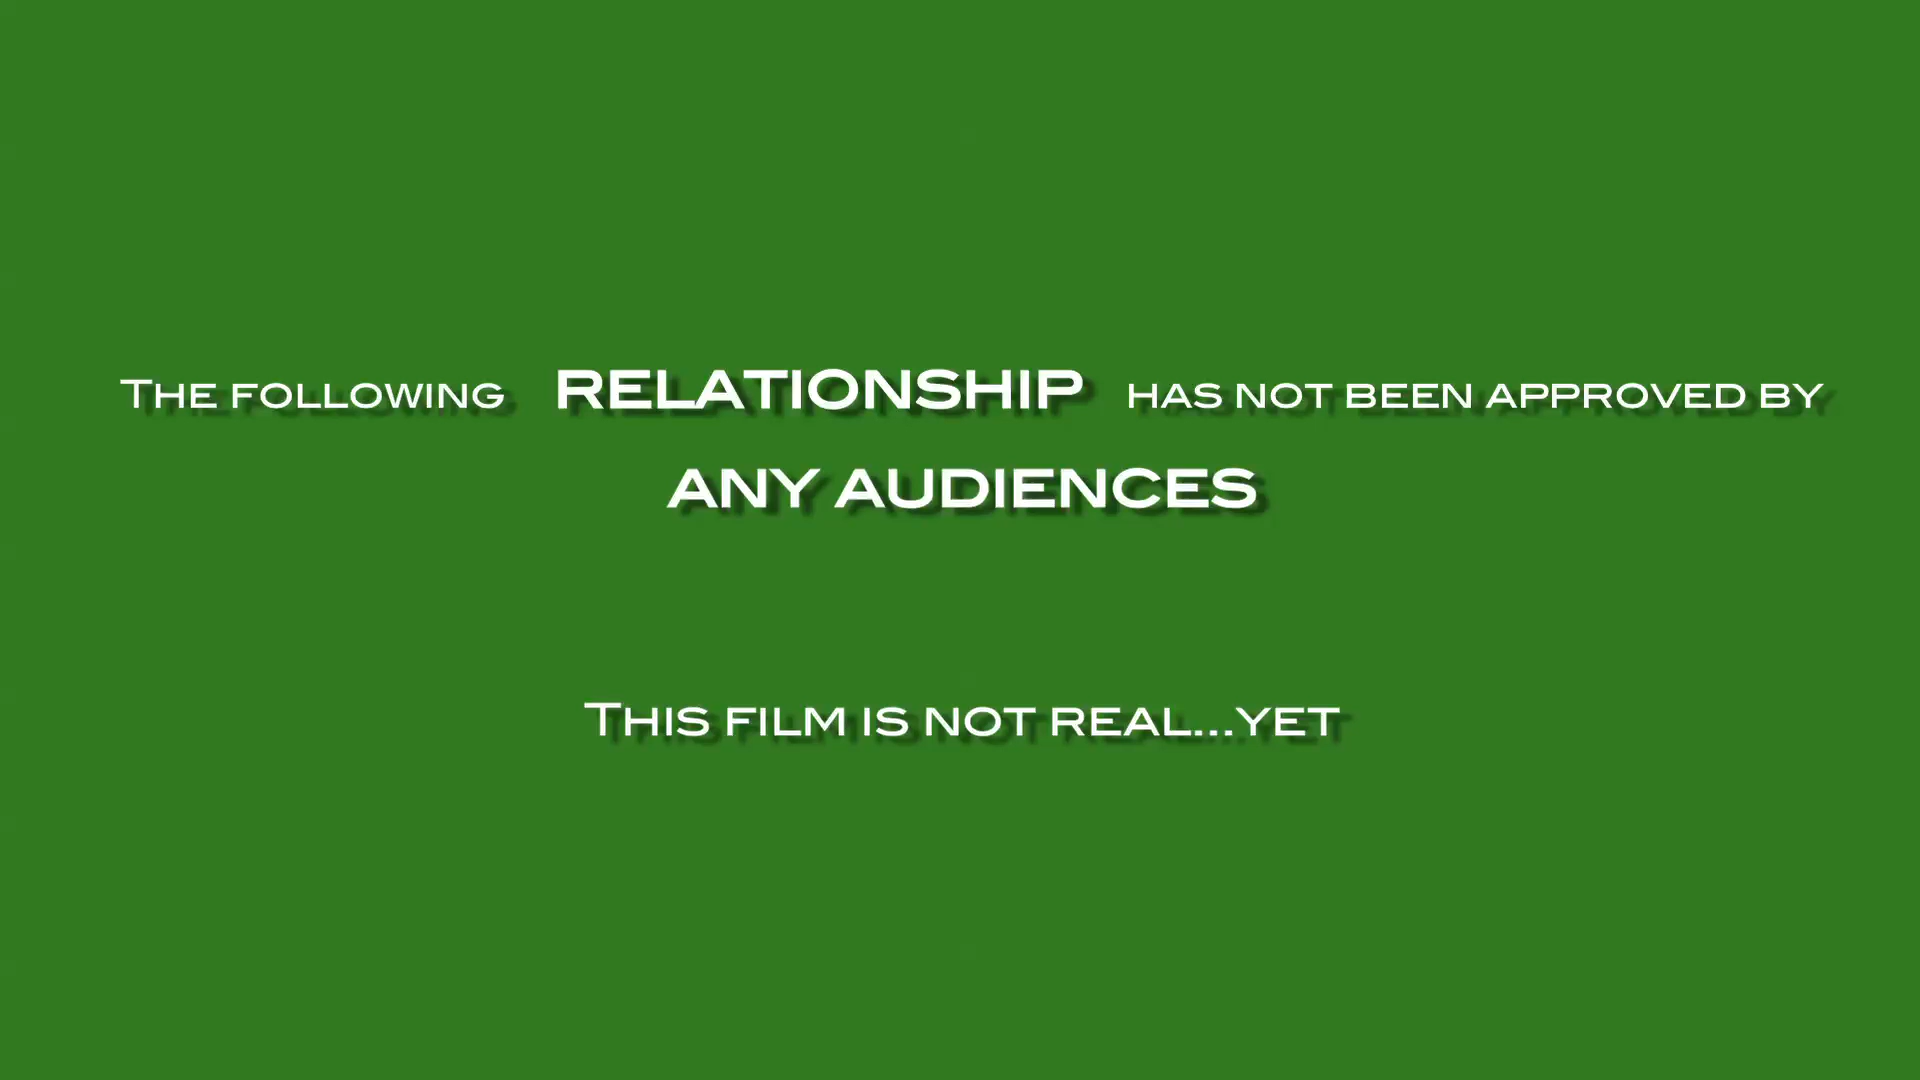 The following RELATIONSHIP has not been approved by
ANY AUDIENCES
This film is not real...yet